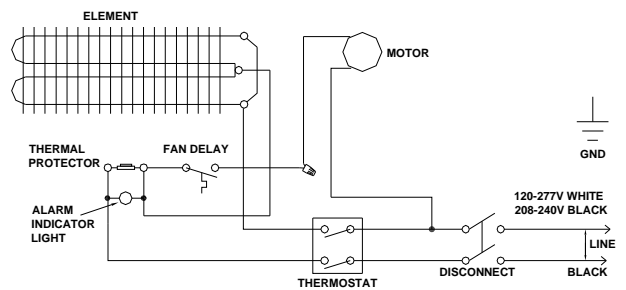 ELEMENT
MOTOR
GND
THERMAL
PROTECTOR
FAN DELAY
ALARM
INDICATOR
LIGHT
120-277V WHITE
208-240V BLACK
LINE
DISCONNECT
BLACK
THERMOSTAT